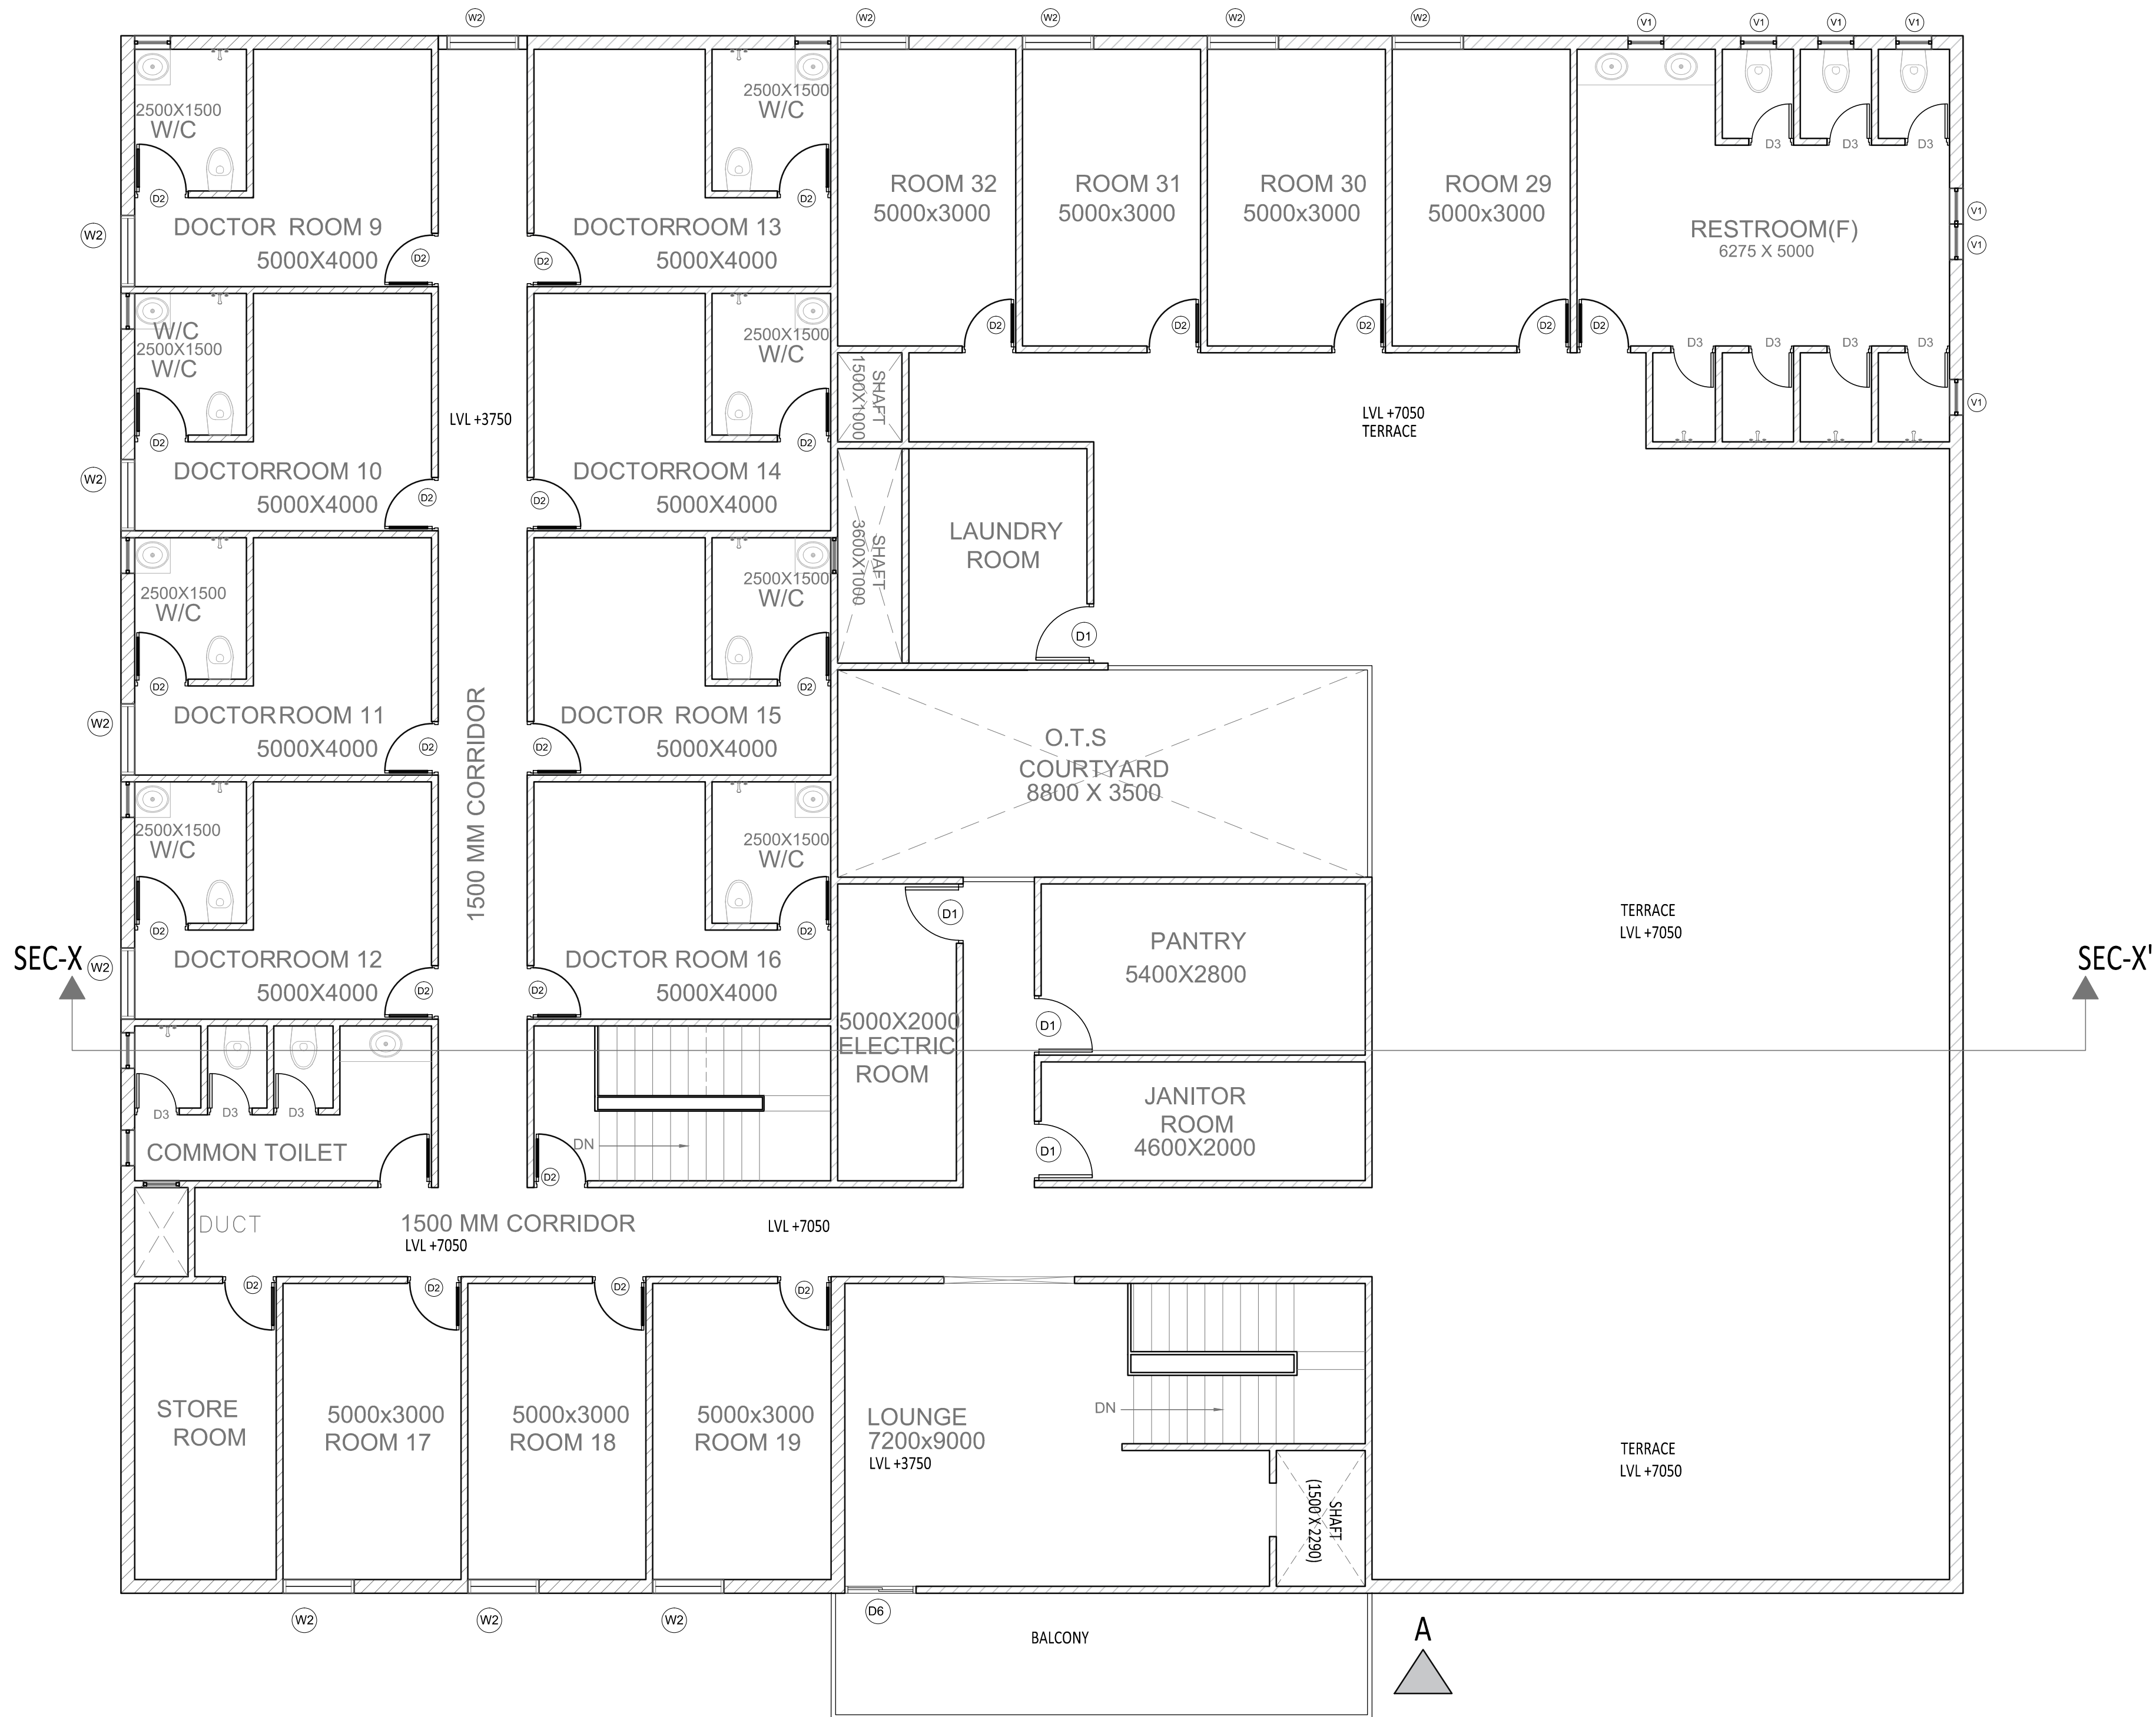 W2
W2
W2
W2
W2
V1
V1
V1
V1
2500X1500
W/C
D2
DOCTOR ROOM 9
5000X4000
D2
W2
2500X1500
W/C
D2
DOCTORROOM 13
5000X4000
D2
ROOM 32
5000x3000
D2
ROOM 31
5000x3000
D2
ROOM 30
5000x3000
D2
ROOM 29
5000x3000
D2
D3
D3
D3
RESTROOM(F)
6275 X 5000
V1
V1
D2
D3
D3
D3
D3
V1
W/C
2500X1500
W/C
D2
DOCTORROOM 10
5000X4000
D2
W2
LVL +3750
2500X1500
W/C
D2
DOCTORROOM 14
5000X4000
D2
SHAFT
1500X1000
LVL +7050
TERRACE
SHAFT
3600X1000
LAUNDRY
ROOM
D1
2500X1500
W/C
D2
DOCTORROOM 11
5000X4000
D2
W2
1500 MM CORRIDOR
2500X1500
W/C
D2
DOCTOR ROOM 15
5000X4000
D2
O.T.S
COURTYARD
8800 X 3500
2500X1500
W/C
D2
DOCTORROOM 12
5000X4000
D2
W2
2500X1500
W/C
D2
DOCTOR ROOM 16
5000X4000
D2
D1
PANTRY
5400X2800
D1
TERRACE
LVL +7050
SEC-X
SEC-X'
5000X2000
ELECTRIC
ROOM
JANITOR
ROOM
4600X2000
D1
D3
D3
D3
COMMON TOILET
DN
D2
DUCT
1500 MM CORRIDOR
LVL +7050
LVL +7050
D2
D2
D2
D2
STORE
ROOM
5000x3000
ROOM 17
5000x3000
ROOM 18
5000x3000
ROOM 19
LOUNGE
7200x9000
LVL +3750
DN
SHAFT
(1500 X 2290)
TERRACE
LVL +7050
W2
W2
W2
D6
BALCONY
A